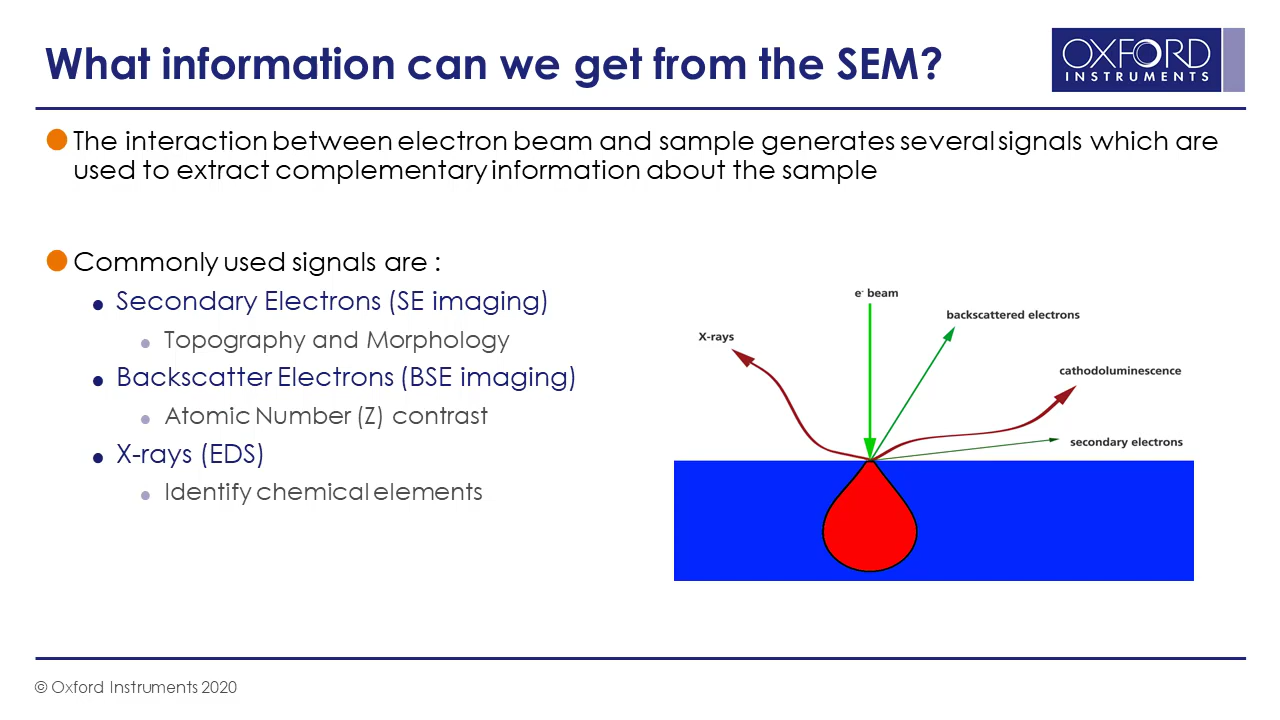 What information can we get from the SEM?
OXFORD
INSTRUMENTS
The interaction between electron beam and sample generates several signals which are
used to extract complementary information about the sample
Commonly used signals are :
Secondary Electrons (SE imaging)
Topography and Morphology
Backscatter Electrons (BSE imaging)
Atomic Number (Z) contrast
X-rays (EDS)
Identify chemical elements
e- beam
backscattered electrons
X-rays
cathodoluminescence
secondary electrons
© Oxford Instruments 2020